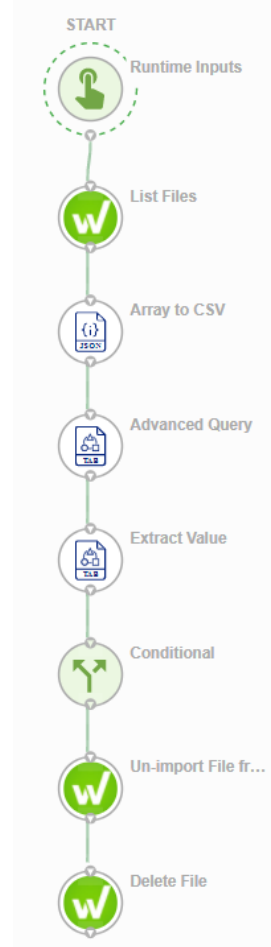 START
Runtime Inputs
List Files
Array to CSV
{i}
JSON
Advanced Query
TAB
Extract Value
TAB
Conditional
Un-import File fr...
Delete File